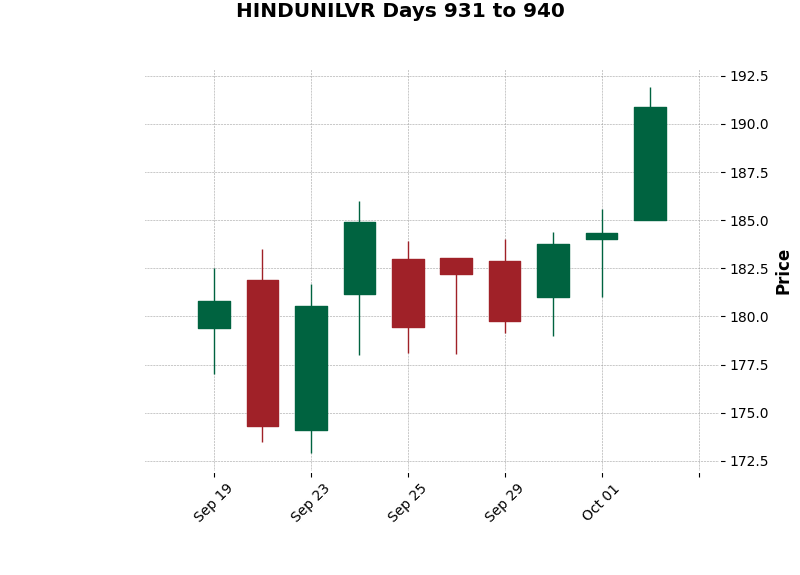 HINDUNILVR Days 931 to 940
192.5
190.0
187.5
185.0
182.5
180.0
177.5
175.0
172.5
Price
Sep 19
Sep 23
Sep 25
Sep 29
Oct 01